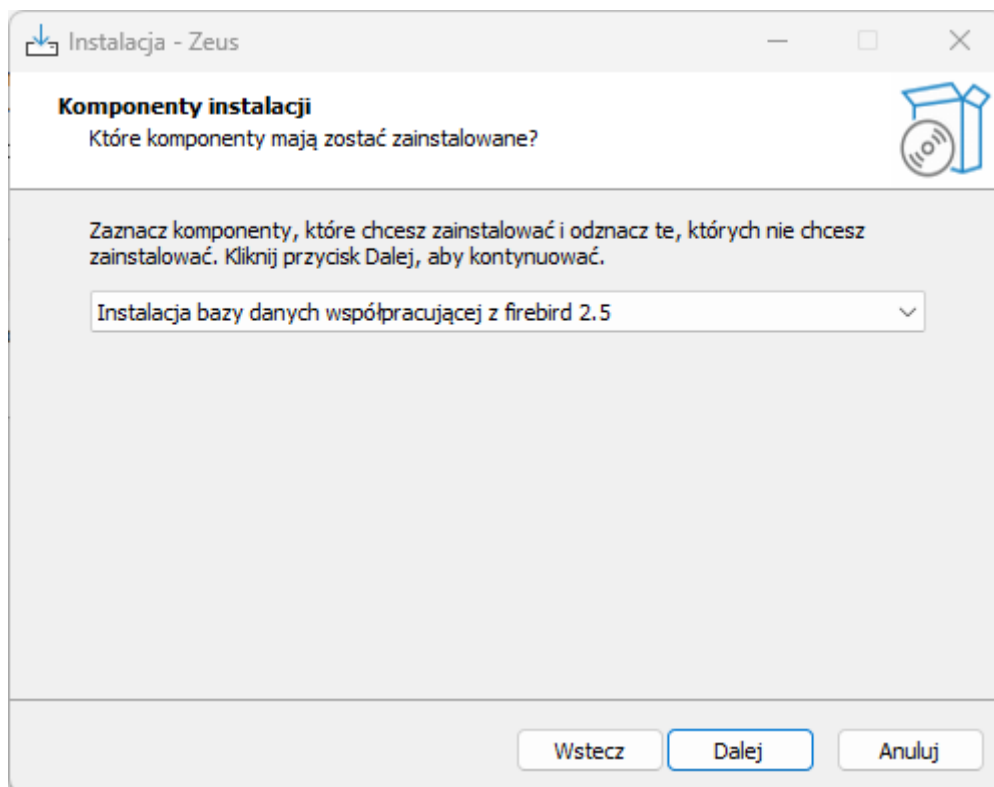 Instalacja - Zeus
Komponenty instalacji
Które komponenty mają zostać zainstalowane?
Zaznacz komponenty, które chcesz zainstalować i odznacz te, których nie chcesz
zainstalować. Kliknij przycisk Dalej, aby kontynuować.
Instalacja bazy danych współpracującej z firebird 2.5
Wstecz Dalej Anuluj